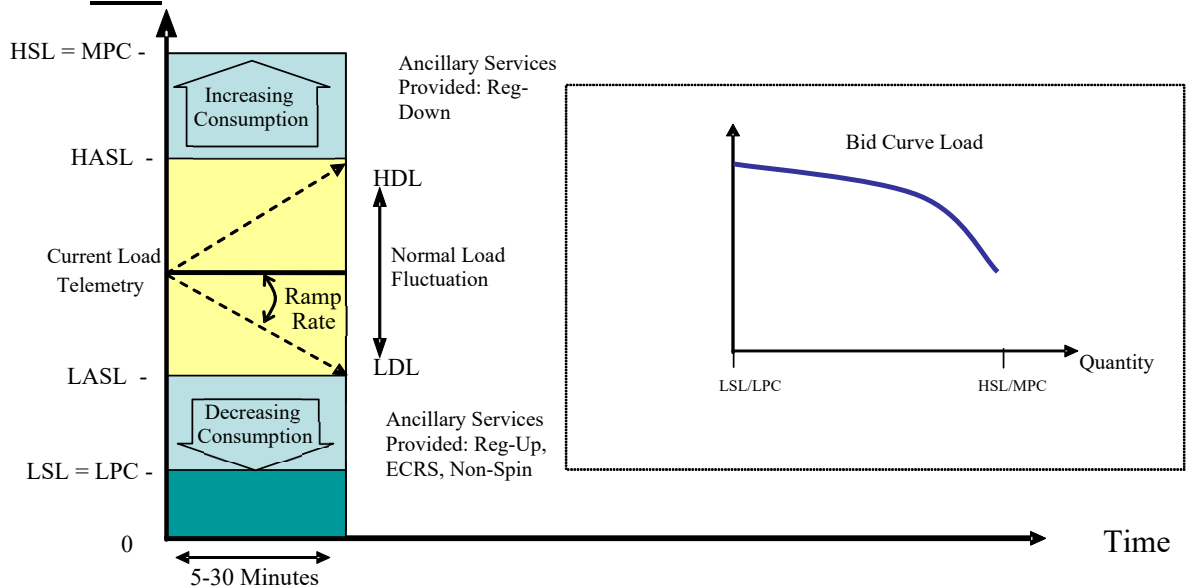 HSL = MPC -
Increasing
Consumption
Ancillary Services
Provided: Reg-
Down
HASL -
HDL
Current Load
Telemetry
Normal Load
Fluctuation
Ramp
Rate
LDL
LASL -
Decreasing
Consumption
Ancillary Services
Provided: Reg-Up,
ECRS, Non-Spin
LSL = LPC -
0
5-30 Minutes
Time
Bid Curve Load
Quantity
LSL/LPC
HSL/MPC